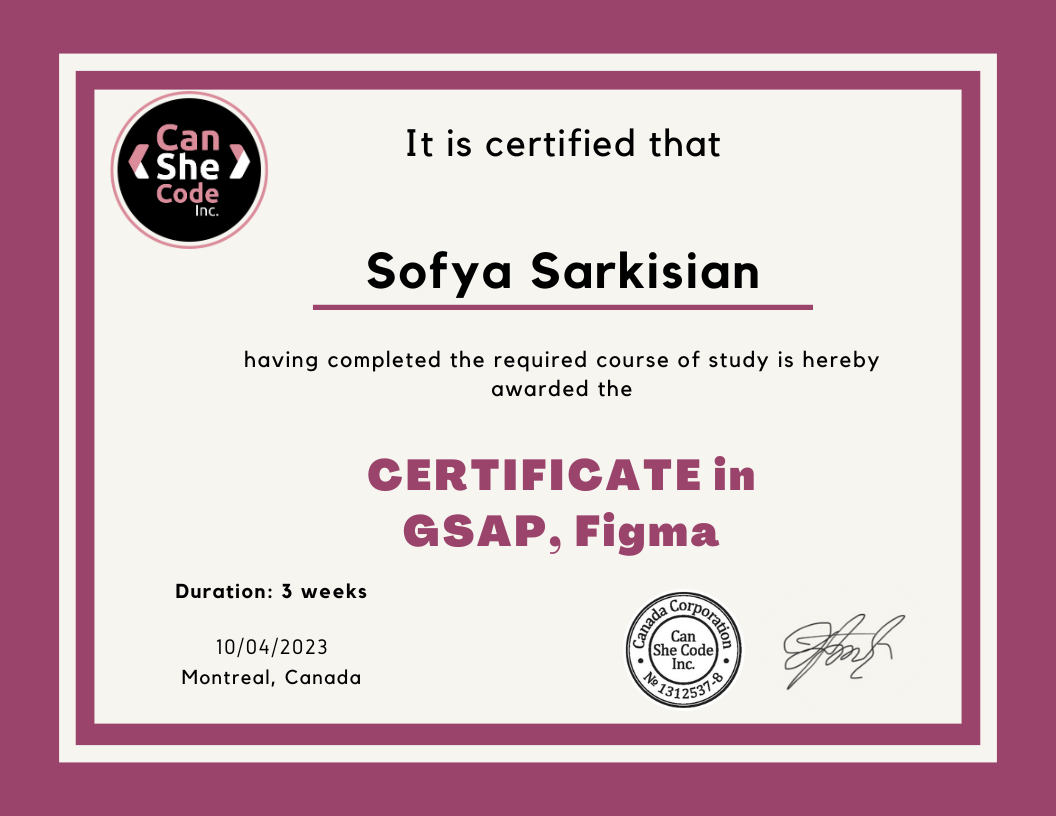 Can
She
Code
Inc.
It is certified that
Sofya Sarkisian
having completed the required course of study is hereby
awarded the
CERTIFICATE in
GSAP, Figma
Duration: 3 weeks
10/04/2023
Montreal, Canada
Canada Corporation
Can
She Code
Inc.
№ 1312537-8